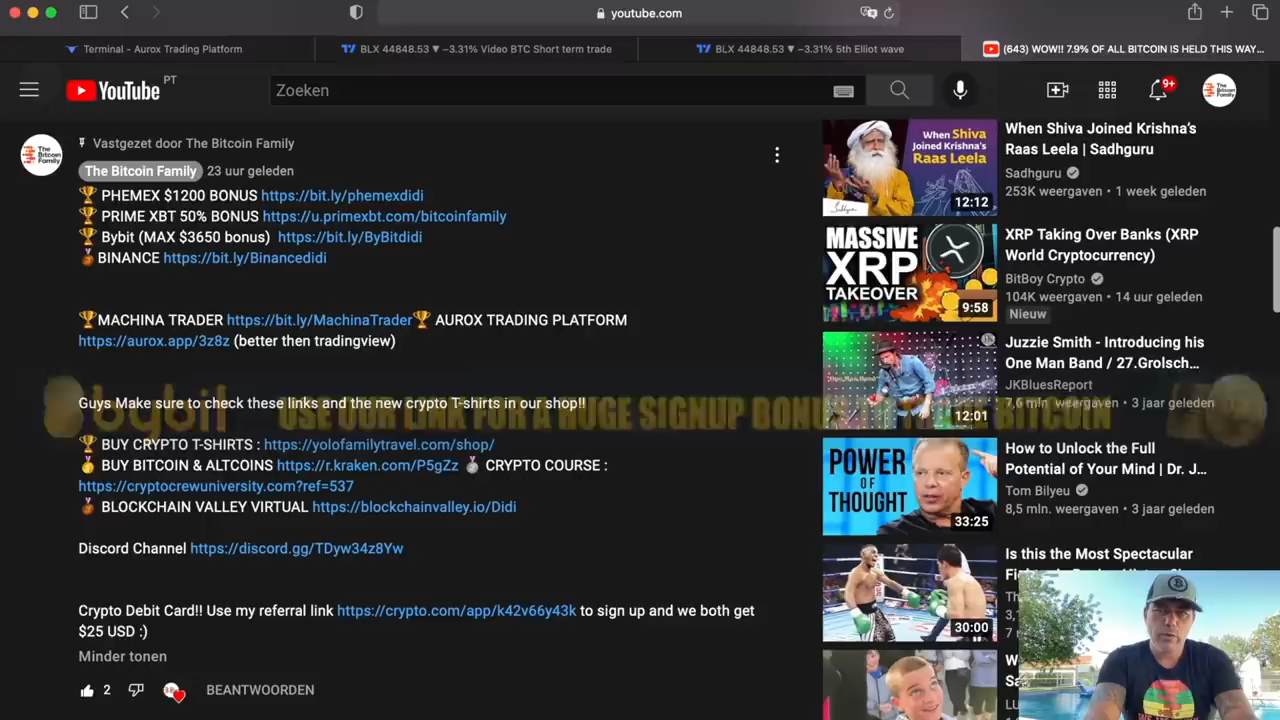 youtube.com
Terminal - Aurox Trading Platform
BLX 44848.53 ▼ −3.31% Video BTC Short term trade
BLX 44848.53 ▼ −3.31% 5th Elliot wave
(643) WOW!! 7.9% OF ALL BITCOIN IS HELD THIS WAY...
YouTube PT
Zoeken
9+
The Bitcoin Family
Vastgezet door The Bitcoin Family
The Bitcoin Family 23 uur geleden
🏆 PHEMEX $1200 BONUS https://bit.ly/phemexdidi
🏆 PRIME XBT 50% BONUS https://u.primexbt.com/bitcoinfamily
🏆 Bybit (MAX $3650 bonus) https://bit.ly/ByBitdidi
🥉BINANCE https://bit.ly/Binancedidi
🏆MACHINA TRADER https://bit.ly/MachinaTrader🏆 AUROX TRADING PLATFORM
https://aurox.app/3z8z (better then tradingview)
Guys Make sure to check these links and the new crypto T-shirts in our shop!!
bybit USE OUR LINK FOR A HUGE SIGNUP BONUS BITCOIN
🏆 BUY CRYPTO T-SHIRTS : https://yolofamilytravel.com/shop/
🥇 BUY BITCOIN & ALTCOINS https://r.kraken.com/P5gZz 🥈 CRYPTO COURSE :
https://cryptocrewuniversity.com?ref=537
🥉 BLOCKCHAIN VALLEY VIRTUAL https://blockchainvalley.io/Didi
Discord Channel https://discord.gg/TDyw34z8Yw
Crypto Debit Card!! Use my referral link https://crypto.com/app/k42v66y43k to sign up and we both get
$25 USD :)
Minder tonen
2 BEANTWOORDEN
When Shiva
Joined Krishna's
Raas Leela
12:12
When Shiva Joined Krishna's
Raas Leela | Sadhguru
Sadhguru
253K weergaven • 1 week geleden
MASSIVE
XRP
TAKEOVER
9:58
XRP Taking Over Banks (XRP
World Cryptocurrency)
BitBoy Crypto
104K weergaven • 14 uur geleden
Nieuw
12:01
Juzzie Smith - Introducing his
One Man Band / 27.Grolsch...
JKBluesReport
7,6 mln. weergaven • 3 jaar geleden
POWER
OF
THOUGHT
33:25
How to Unlock the Full
Potential of Your Mind | Dr. J...
Tom Bilyeu
8,5 mln. weergaven • 3 jaar geleden
30:00
Is this the Most Spectacular